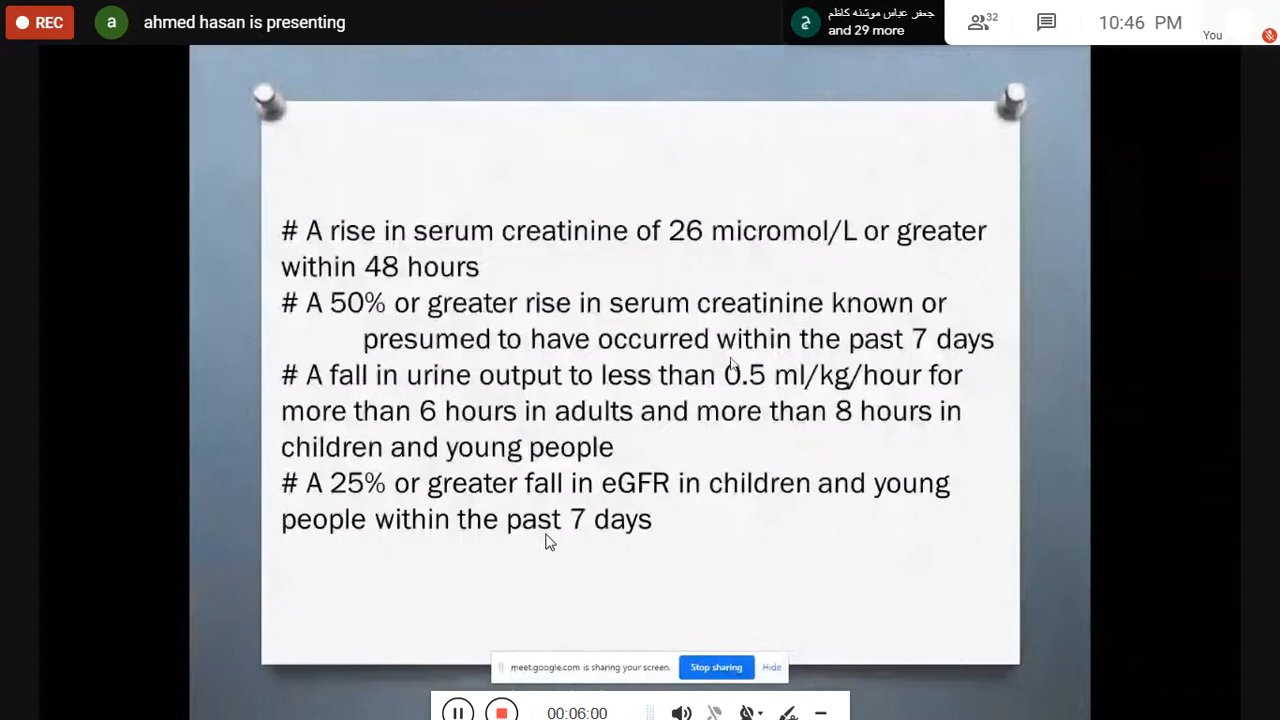 REC
a
ahmed hasan is presenting
ج
جعفر عباس موشنه كاظم
and 29 more
32
10:46 PM
You
# A rise in serum creatinine of 26 micromol/L or greater
within 48 hours
# A 50% or greater rise in serum creatinine known or
presumed to have occurred within the past 7 days
# A fall in urine output to less than 0.5 ml/kg/hour for
more than 6 hours in adults and more than 8 hours in
children and young people
# A 25% or greater fall in eGFR in children and young
people within the past 7 days
meet.google.com is sharing your screen.
Stop sharing
Hide
00:06:00